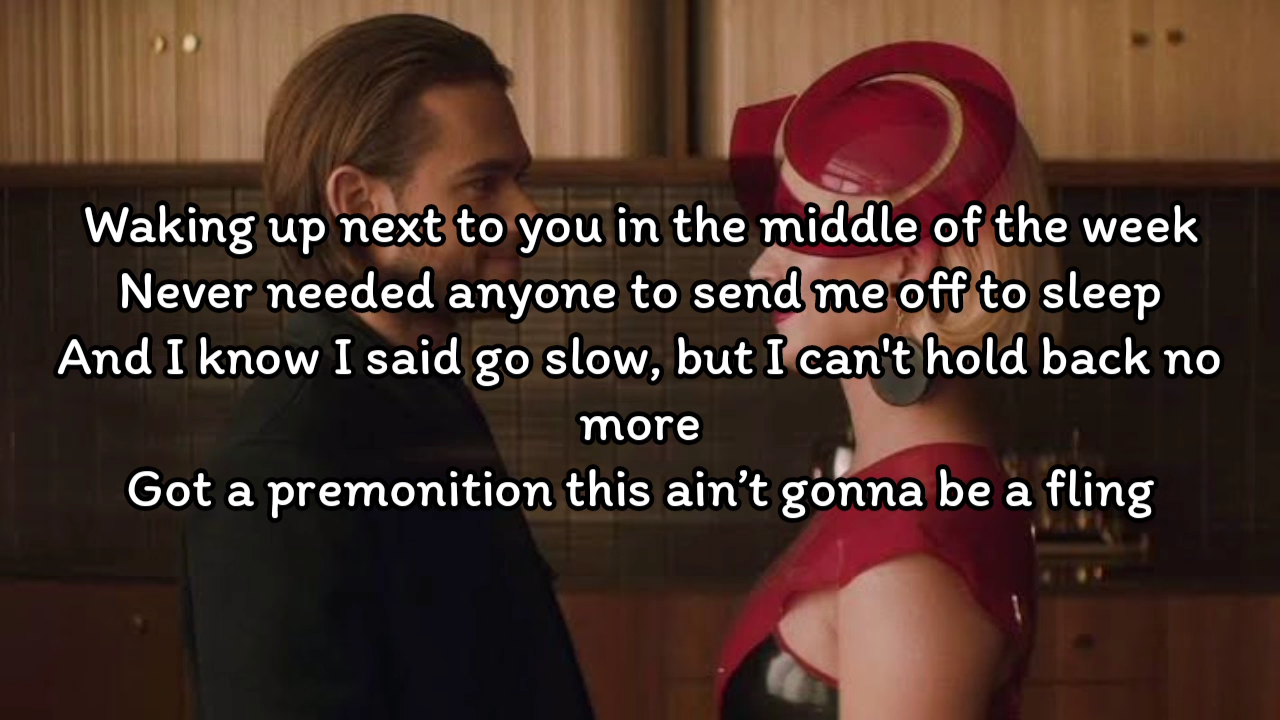 Waking up next to you in the middle of the week
Never needed anyone to send me off to sleep
And I know I said go slow, but I can't hold back no
more
Got a premonition this ain’t gonna be a fling